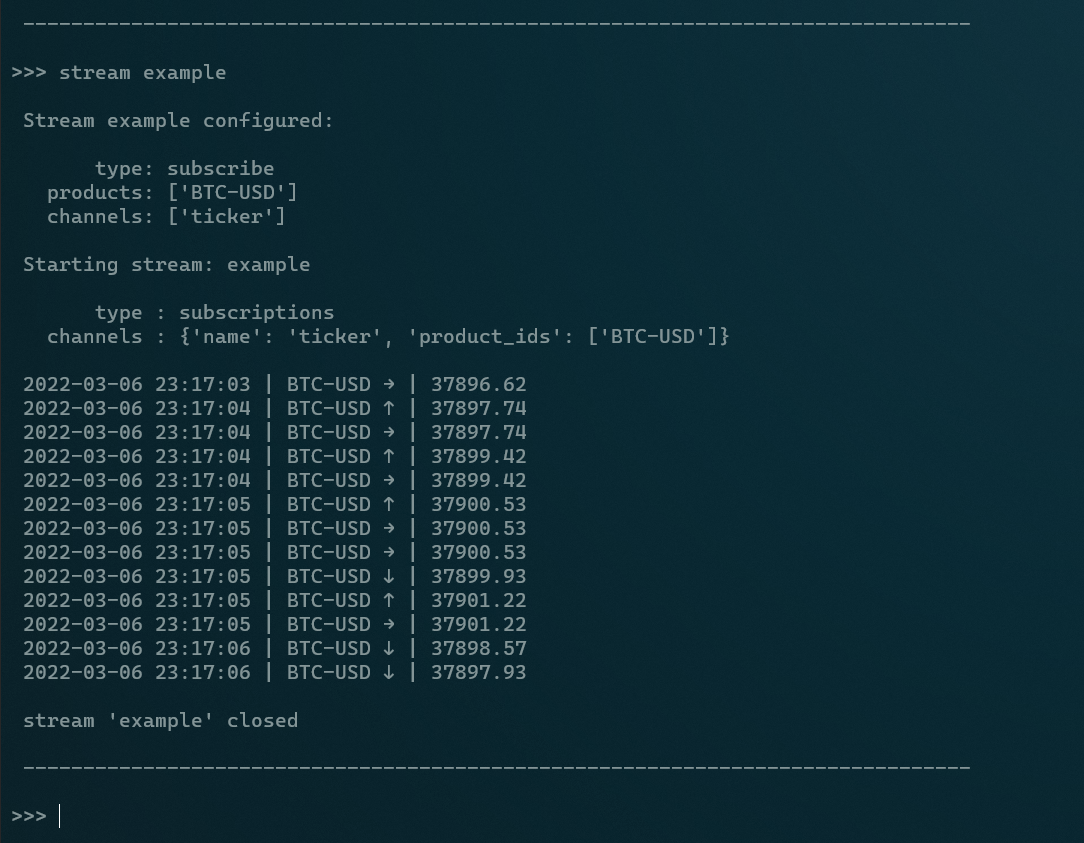 --------------------------------------------------------------------------------
>>> stream example
Stream example configured:
type: subscribe
products: ['BTC-USD']
channels: ['ticker']
Starting stream: example
type : subscriptions
channels : {'name': 'ticker', 'product_ids': ['BTC-USD']}
2022-03-06 23:17:03 | BTC-USD → | 37896.62
2022-03-06 23:17:04 | BTC-USD ↑ | 37897.74
2022-03-06 23:17:04 | BTC-USD → | 37897.74
2022-03-06 23:17:04 | BTC-USD ↑ | 37899.42
2022-03-06 23:17:04 | BTC-USD → | 37899.42
2022-03-06 23:17:05 | BTC-USD ↑ | 37900.53
2022-03-06 23:17:05 | BTC-USD → | 37900.53
2022-03-06 23:17:05 | BTC-USD → | 37900.53
2022-03-06 23:17:05 | BTC-USD ↓ | 37899.93
2022-03-06 23:17:05 | BTC-USD ↑ | 37901.22
2022-03-06 23:17:05 | BTC-USD → | 37901.22
2022-03-06 23:17:06 | BTC-USD ↓ | 37898.57
2022-03-06 23:17:06 | BTC-USD ↓ | 37897.93
stream 'example' closed
--------------------------------------------------------------------------------
>>>